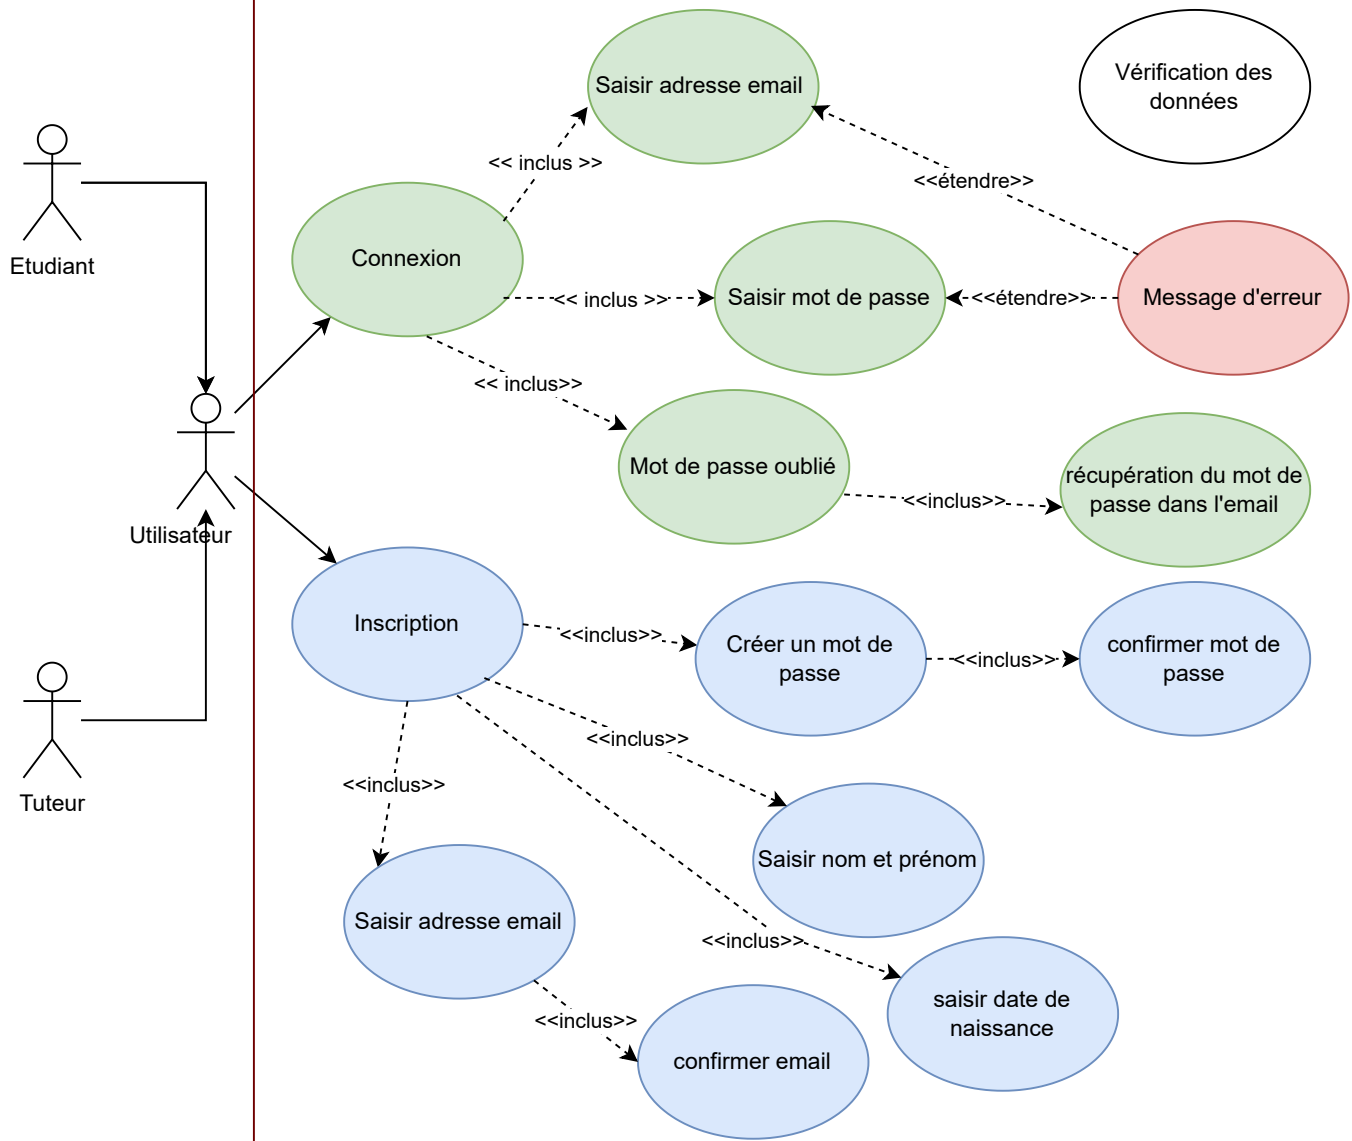 Saisir adresse email
Vérification des
données
<< inclus >>
<<étendre>>
Etudiant
Connexion
<< inclus >>
Saisir mot de passe
<<étendre>>
Message d'erreur
<< inclus>>
Mot de passe oublié
<<inclus>>
récupération du mot de
passe dans l'email
Utilisateur
Inscription
<<inclus>>
Créer un mot de
passe
<<inclus>>
confirmer mot de
passe
<<inclus>>
<<inclus>>
Tuteur
Saisir nom et prénom
Saisir adresse email
<<inclus>>
saisir date de
naissance
<<inclus>>
confirmer email